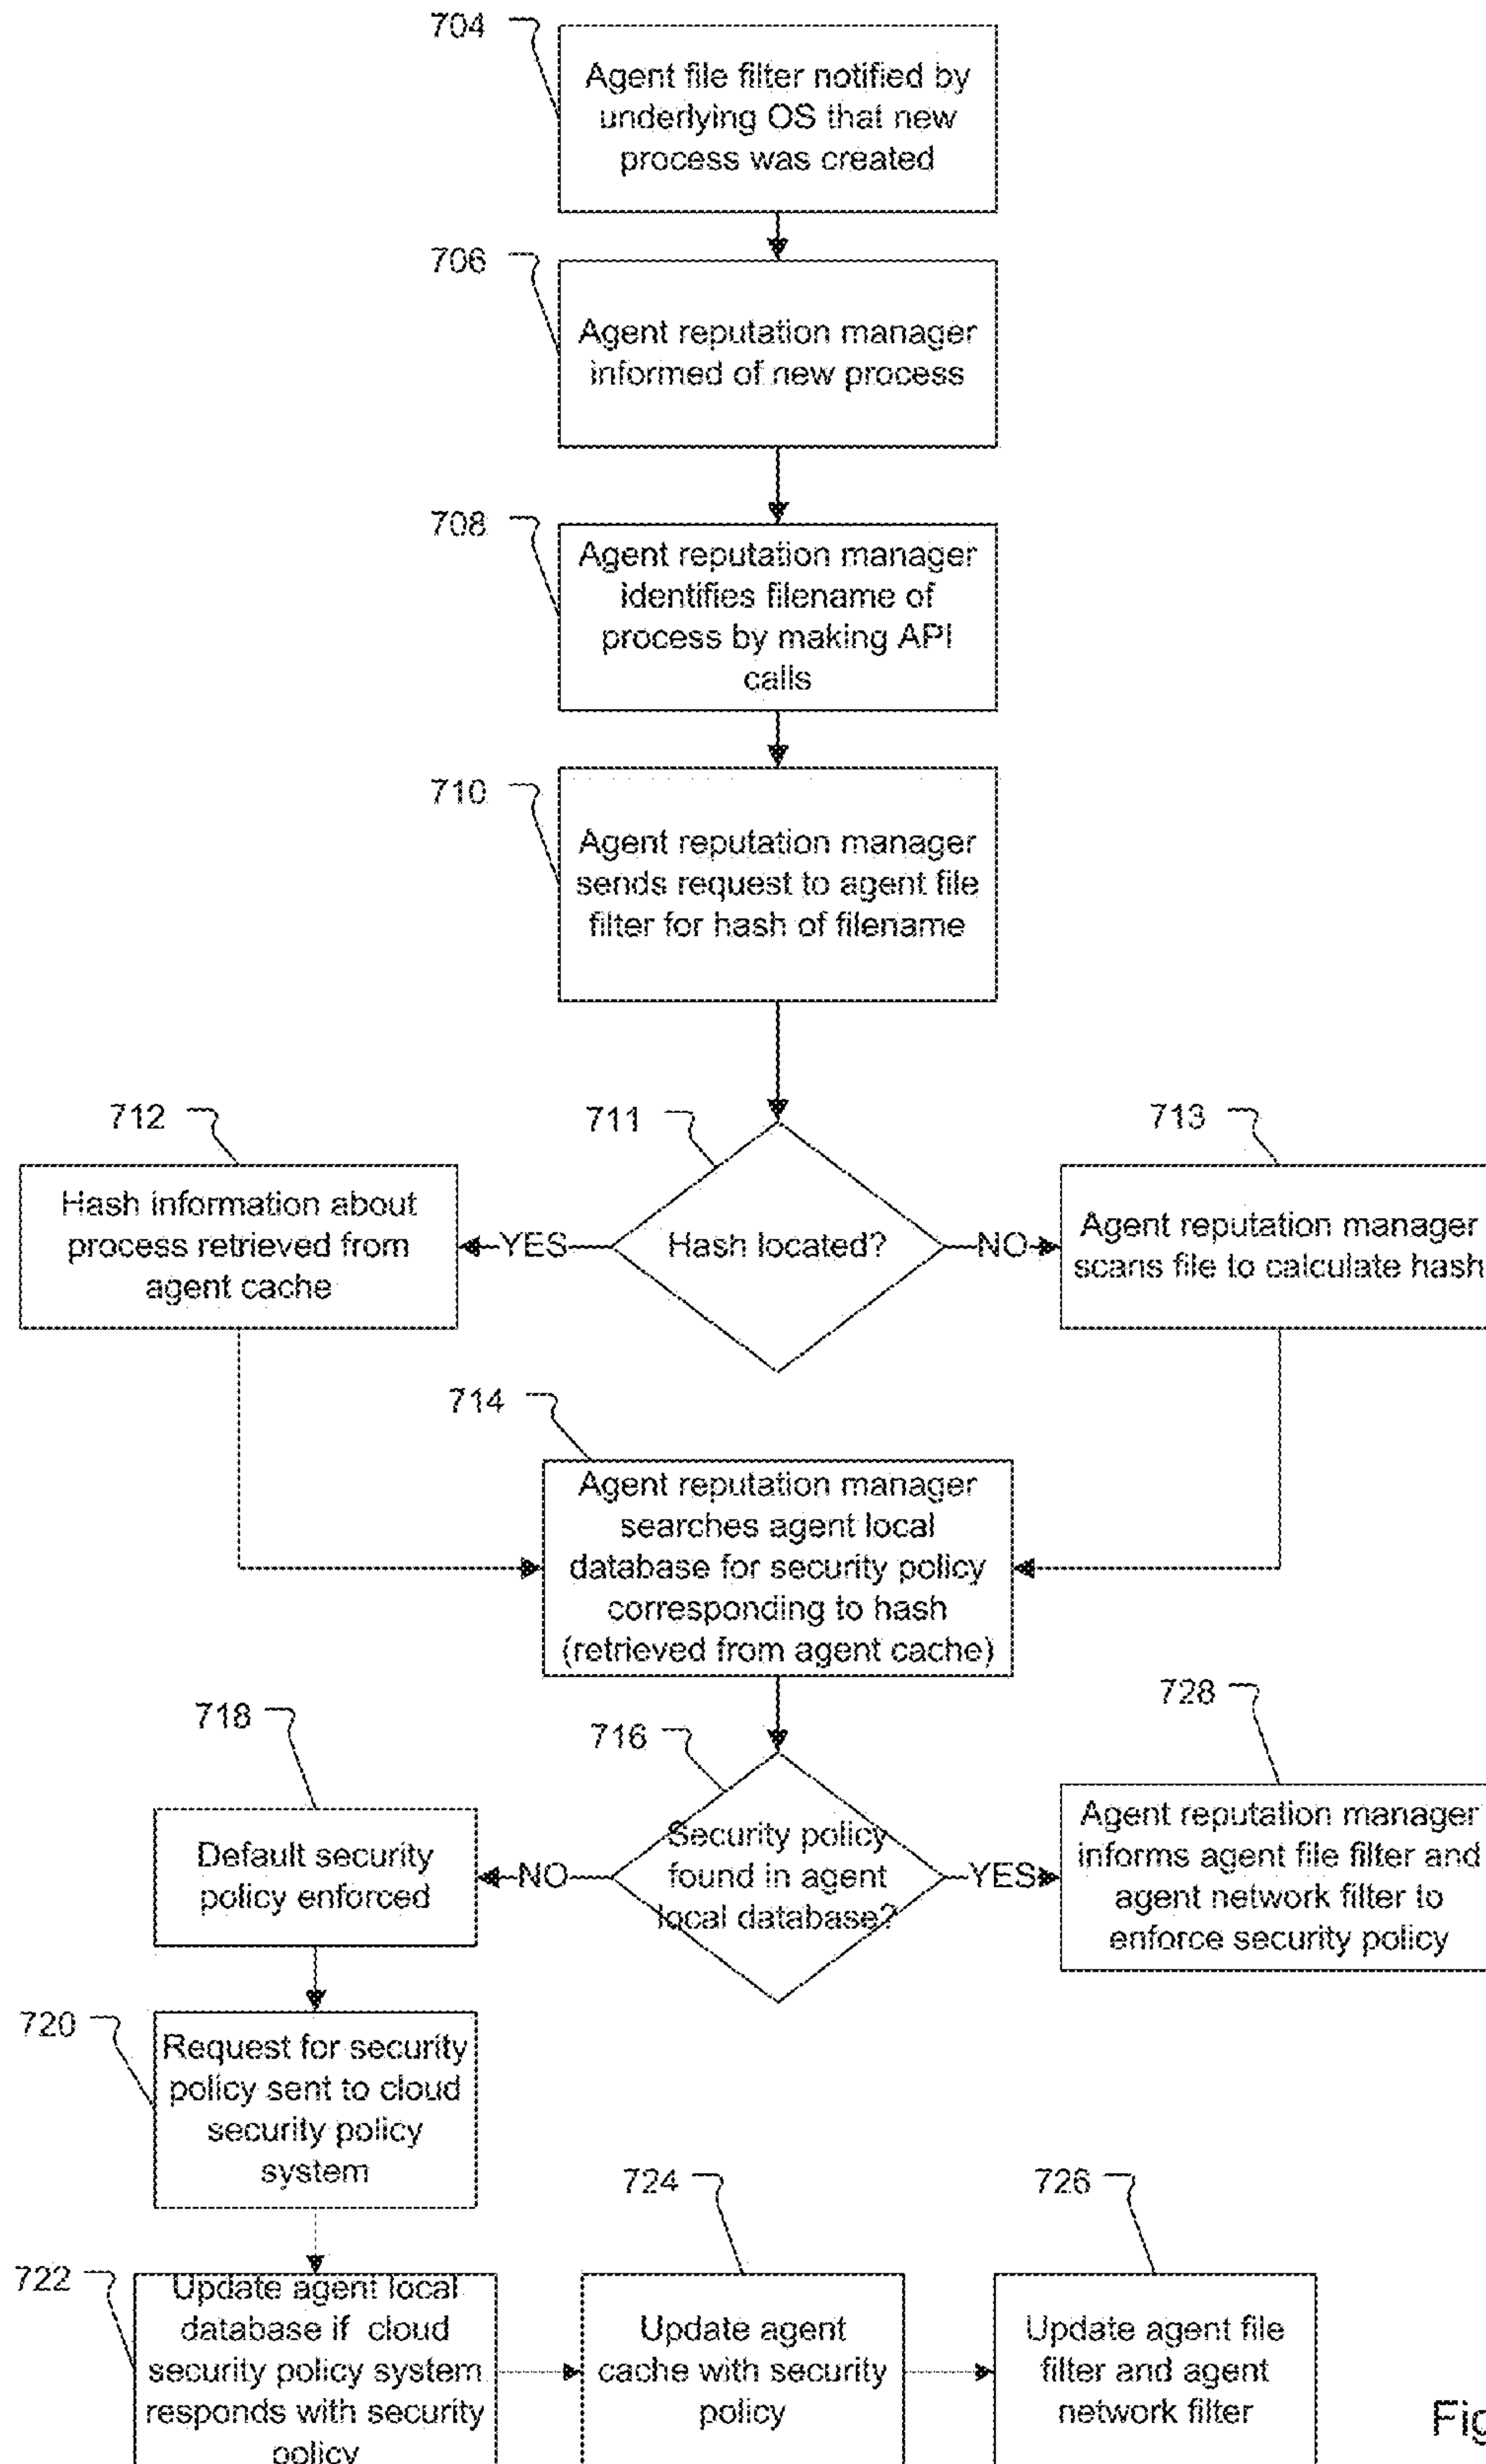 704
Agent file filter notified by
underlying OS that new
process was created
706
Agent reputation manager
informed of new process
708
Agent reputation manager
identifies filename of
process by making API
calls
710
Agent reputation manager
sends request to agent file
filter for hash of filename
712
711
713
Hash information about
process retrieved from
agent cache
YES
Hash located?
NO
Agent reputation manager
scans file to calculate hash
714
Agent reputation manager
searches agent local
database for security policy
corresponding to hash
(retrieved from agent cache)
718
716
728
Default security
policy enforced
NO
Security policy
found in agent
local database?
YES
Agent reputation manager
informs agent file filter and
agent network filter to
enforce security policy
720
Request for security
policy sent to cloud
security policy
system
724
726
722
Update agent local
database if cloud
security policy system
responds with security
policy
Update agent
cache with security
policy
Update agent file
filter and agent
network filter
Fig